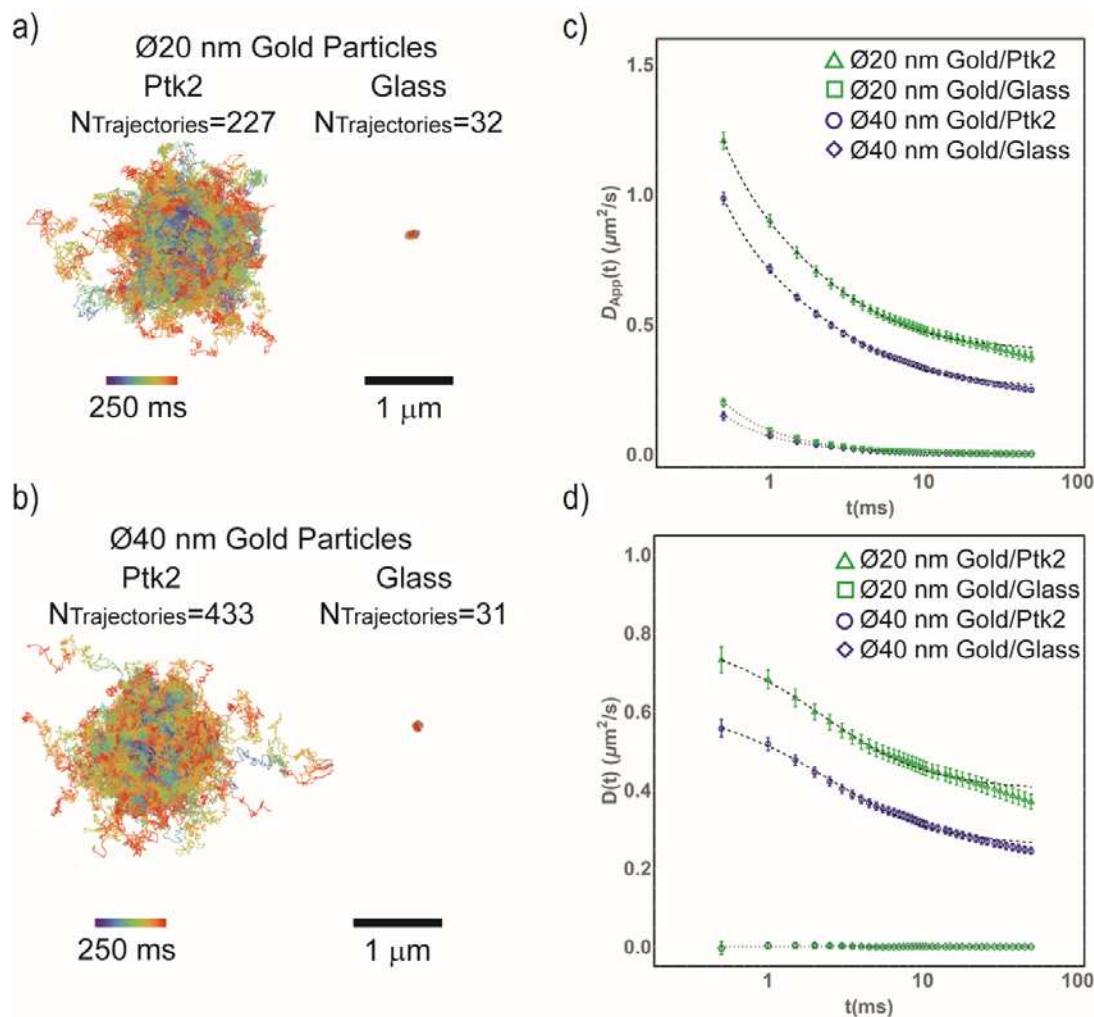 a)
Ø20 nm Gold Particles
Ptk2 Glass
NTrajectories=227 NTrajectories=32
250 ms 1 μm
b)
Ø40 nm Gold Particles
Ptk2 Glass
NTrajectories=433 NTrajectories=31
250 ms 1 μm
c)
1.5
1.0
0.5
0.0
D_App(t) (μm²/s)
Ø20 nm Gold/Ptk2
Ø20 nm Gold/Glass
Ø40 nm Gold/Ptk2
Ø40 nm Gold/Glass
1 10 100
t(ms)
d)
1.0
0.8
0.6
0.4
0.2
0.0
D(t) (μm²/s)
Ø20 nm Gold/Ptk2
Ø20 nm Gold/Glass
Ø40 nm Gold/Ptk2
Ø40 nm Gold/Glass
1 10 100
t(ms)